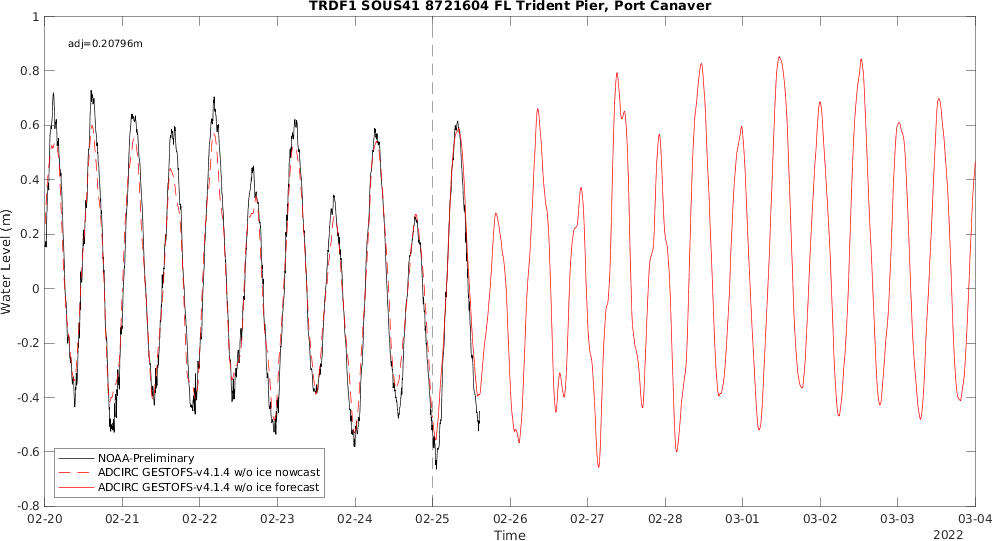 TRDF1 SOUS41 8721604 FL Trident Pier, Port Canaver
adj=0.20796m
1
0.8
0.6
0.4
0.2
0
-0.2
-0.4
-0.6
-0.8
Water Level (m)
NOAA-Preliminary
ADCIRC GESTOFS-v4.1.4 w/o ice nowcast
ADCIRC GESTOFS-v4.1.4 w/o ice forecast
02-20 02-21 02-22 02-23 02-24 02-25 02-26 02-27 02-28 03-01 03-02 03-03 03-04
Time
2022